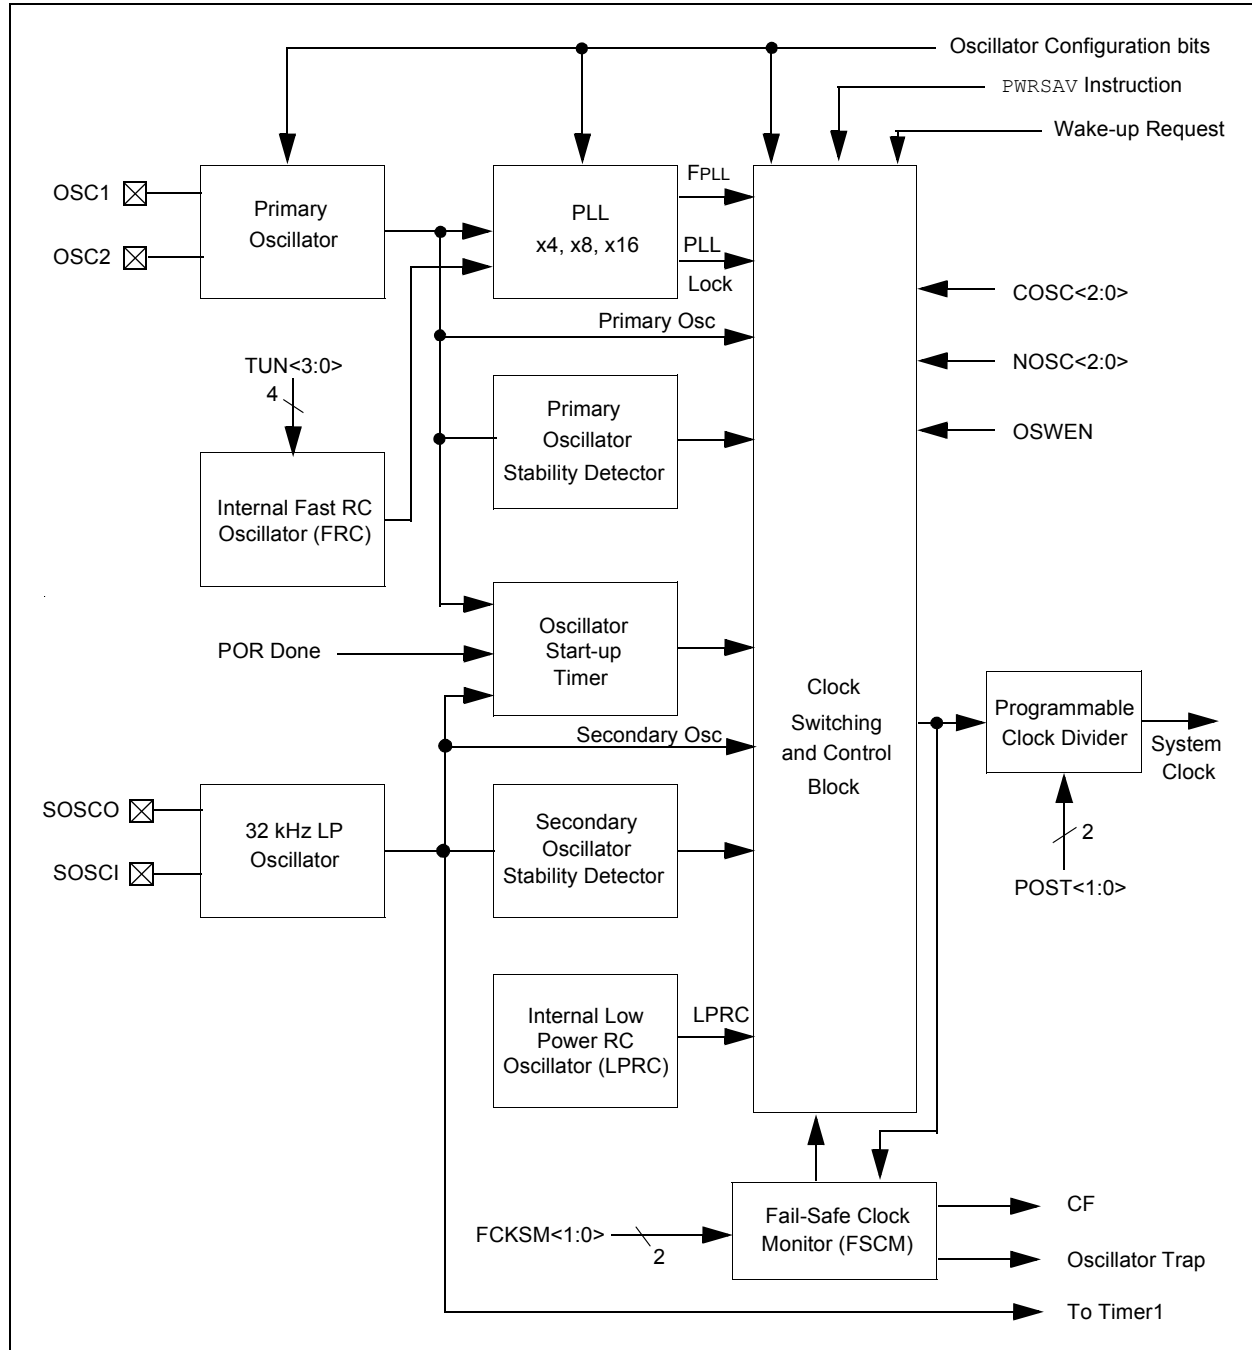 Oscillator Configuration bits
PWRSAV Instruction
Wake-up Request
OSC1
OSC2
Primary
Oscillator
PLL
x4, x8, x16
FPLL
PLL
Lock
COSC<2:0>
Primary Osc
NOSC<2:0>
TUN<3:0>
4
Primary
Oscillator
Stability Detector
OSWEN
Internal Fast RC
Oscillator (FRC)
Oscillator
Start-up
Timer
POR Done
Clock
Switching
and Control
Block
Programmable
Clock Divider
System
Clock
Secondary Osc
SOSCO
SOSCI
32 kHz LP
Oscillator
Secondary
Oscillator
Stability Detector
2
POST<1:0>
Internal Low
Power RC
Oscillator (LPRC)
LPRC
FCKSM<1:0>
2
Fail-Safe Clock
Monitor (FSCM)
CF
Oscillator Trap
To Timer1